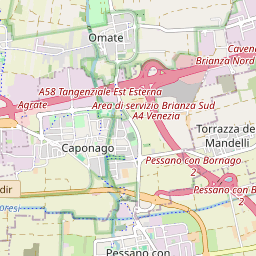 Omate
Caven
Brianza Nord
A58 Tangenziale Est Esterna
Agrate
Area di servizio Brianza Sud
A4 Venezia
Torrazza de
Mandelli
Caponago
Pessano con Bornago
2
dir
Pessano con B
2
oresi
Pessano con